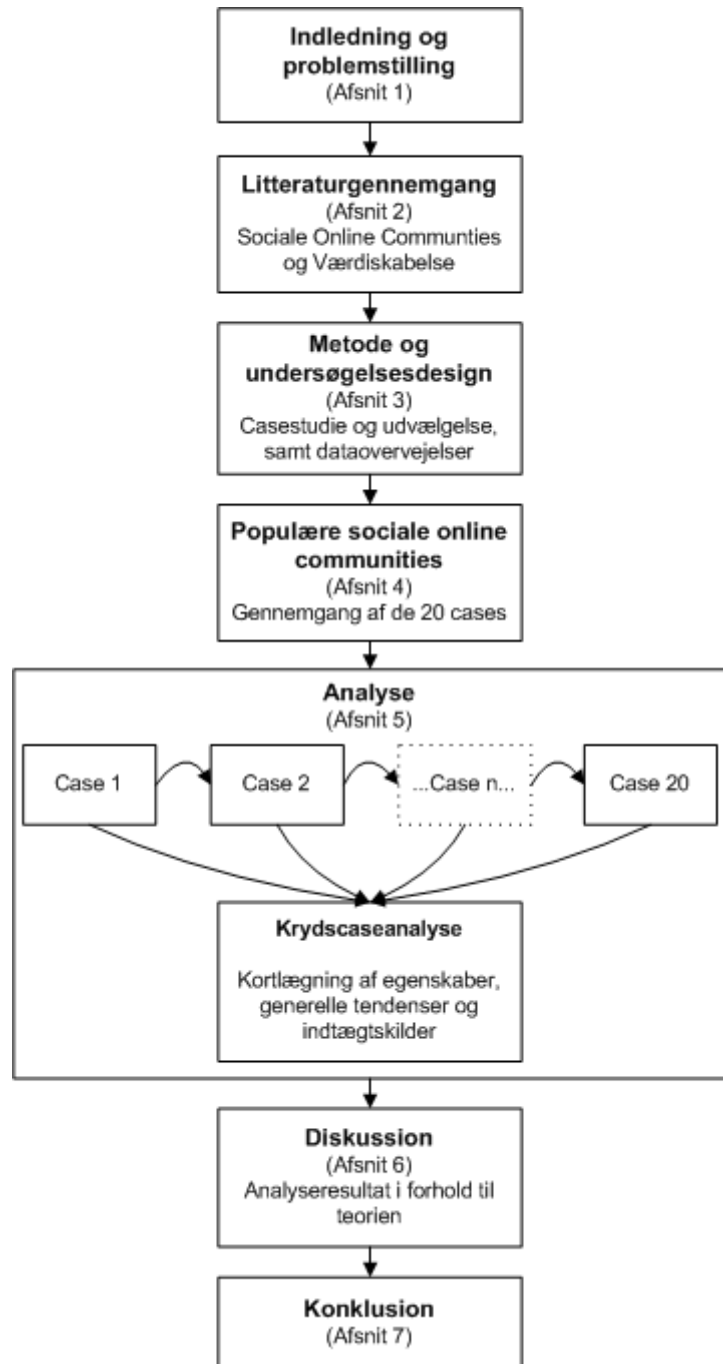 Indledning og
problemstilling
(Afsnit 1)
Litteraturgennemgang
(Afsnit 2)
Sociale Online Communties
og Værdiskabelse
Metode og
undersøgelsesdesign
(Afsnit 3)
Casestudie og udvælgelse,
samt dataovervejelser
Populære sociale online
communities
(Afsnit 4)
Gennemgang af de 20 cases
Analyse
(Afsnit 5)
Case 1
Case 2
...Case n...
Case 20
Krydscaseanalyse
Kortlægning af egenskaber,
generelle tendenser og
indtægtskilder
Diskussion
(Afsnit 6)
Analyseresultat i forhold til
teorien
Konklusion
(Afsnit 7)